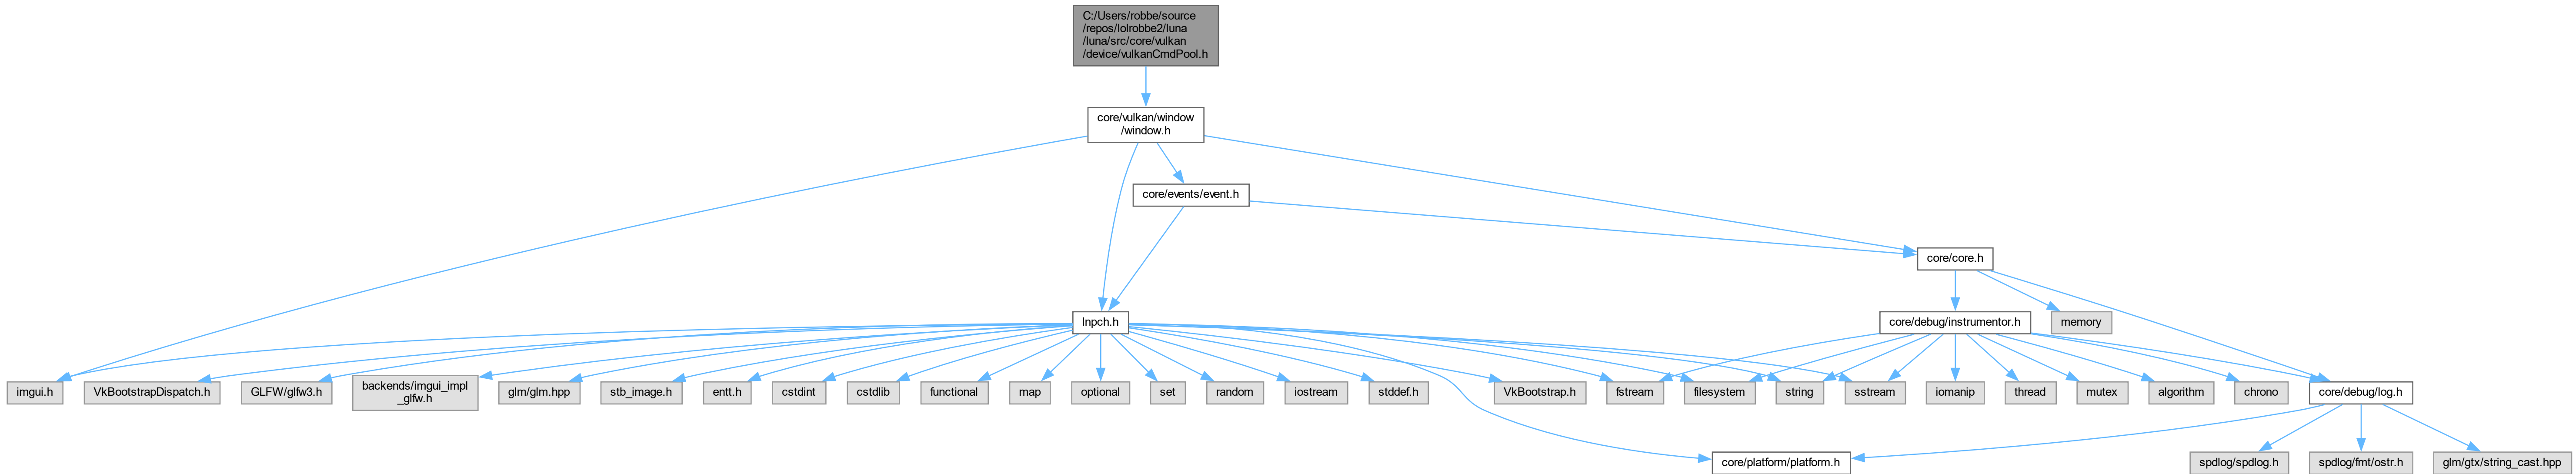 C:/Users/robbe/source
/repos/lolrobbe2/luna
/luna/src/core/vulkan
/device/vulkanCmdPool.h
core/vulkan/window
/window.h
core/events/event.h
core/core.h
lnpch.h
core/debug/instrumentor.h
memory
imgui.h
VkBootstrapDispatch.h
GLFW/glfw3.h
backends/imgui_impl
_glfw.h
glm/glm.hpp
stb_image.h
entt.h
cstdint
cstdlib
functional
map
optional
set
random
iostream
stddef.h
VkBootstrap.h
fstream
filesystem
string
sstream
iomanip
thread
mutex
algorithm
chrono
core/debug/log.h
core/platform/platform.h
spdlog/spdlog.h
spdlog/fmt/ostr.h
glm/gtx/string_cast.hpp